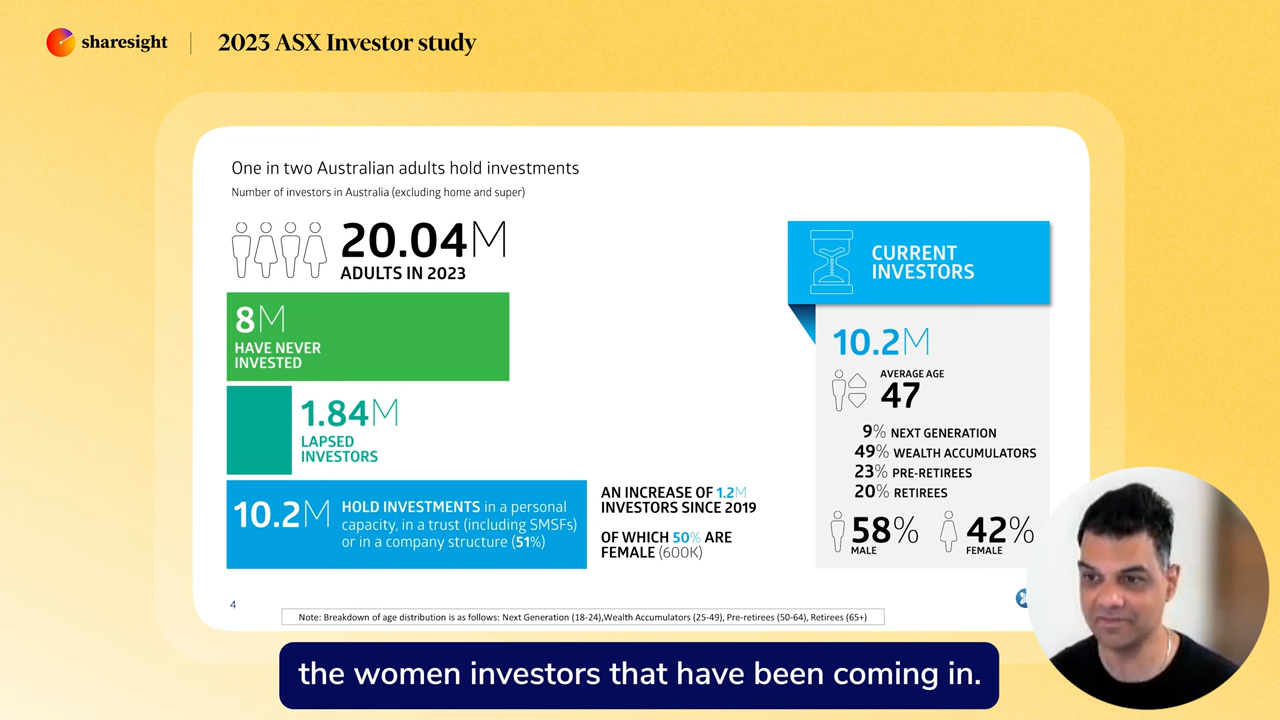 sharesight
2023 ASX Investor study
One in two Australian adults hold investments
Number of investors in Australia (excluding home and super)
20.04M
ADULTS IN 2023
8M
HAVE NEVER
INVESTED
1.84M
LAPSED
INVESTORS
10.2M
HOLD INVESTMENTS in a personal
capacity, in a trust (including SMSFs)
or in a company structure (51%)
AN INCREASE OF 1.2M
INVESTORS SINCE 2019
OF WHICH 50% ARE
FEMALE (600K)
CURRENT
INVESTORS
10.2M
AVERAGE AGE
47
9% NEXT GENERATION
49% WEALTH ACCUMULATORS
23% PRE-RETIREES
20% RETIREES
58%
MALE
42%
FEMALE
4
Note: Breakdown of age distribution is as follows: Next Generation (18-24),Wealth Accumulators (25-49), Pre-retirees (50-64), Retirees (65+)
the women investors that have been coming in.